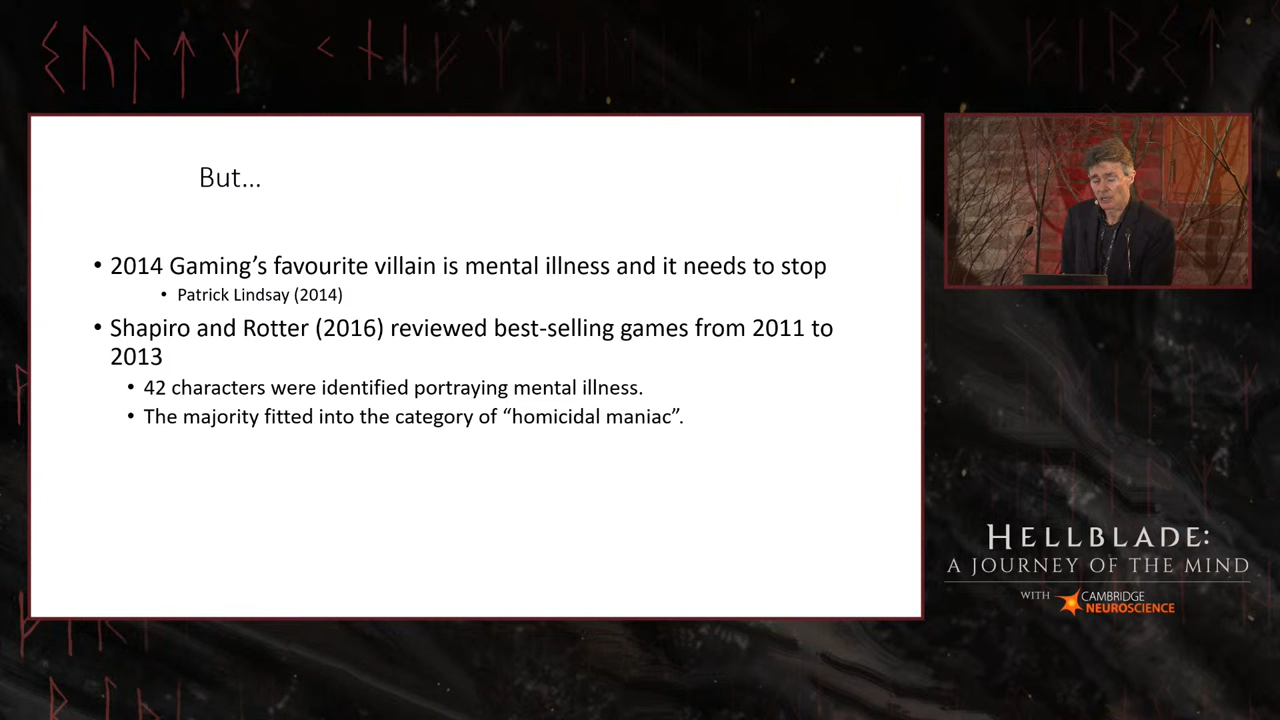 But...
• 2014 Gaming’s favourite villain is mental illness and it needs to stop
• Patrick Lindsay (2014)
• Shapiro and Rotter (2016) reviewed best-selling games from 2011 to
2013
• 42 characters were identified portraying mental illness.
• The majority fitted into the category of “homicidal maniac”.
HELLBLADE:
A JOURNEY OF THE MIND
WITH CAMBRIDGE
NEUROSCIENCE